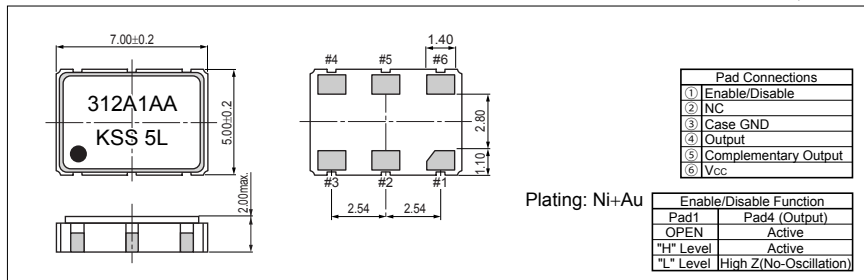 7.00±0.2
312A1AA
KSS 5L
5.00±0.2
2.00max.
#4
#5
#6
1.40
2.80
1.10
#3
#2
#1
2.54
2.54
Plating: Ni+Au
Pad Connections
① Enable/Disable
② NC
③ Case GND
④ Output
⑤ Complementary Output
⑥ Vcc
Enable/Disable Function
Pad1 Pad4 (Output)
OPEN Active
"H" Level Active
"L" Level High Z(No-Oscillation)